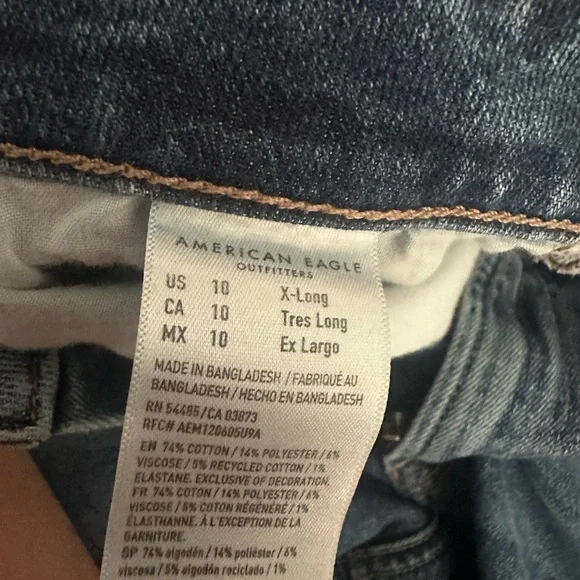 AMERICAN EAGLE
OUTFITTERS
US 10 X-Long
CA 10 Tres Long
MX 10 Ex Largo
MADE IN BANGLADESH / FABRIQUÉ AU
BANGLADESH / HECHO EN BANGLADESH
RN 54485/CA 03873
RFC# AEM120605U9A
EN 74% COTTON / 14% POLYESTER / 6%
VISCOSE / 5% RECYCLED COTTON / 1%
ELASTANE. EXCLUSIVE OF DECORATION.
FR 74% COTON / 14% POLYESTER / 6%
VISCOSE / 5% COTON RÉGÉNÉRÉ / 1%
ÉLASTHANNE. À L'EXCEPTION DE LA
GARNITURE.
SP 74% algodón / 14% poliéster / 6%
viscosa / 5% algodón reciclado / 1%